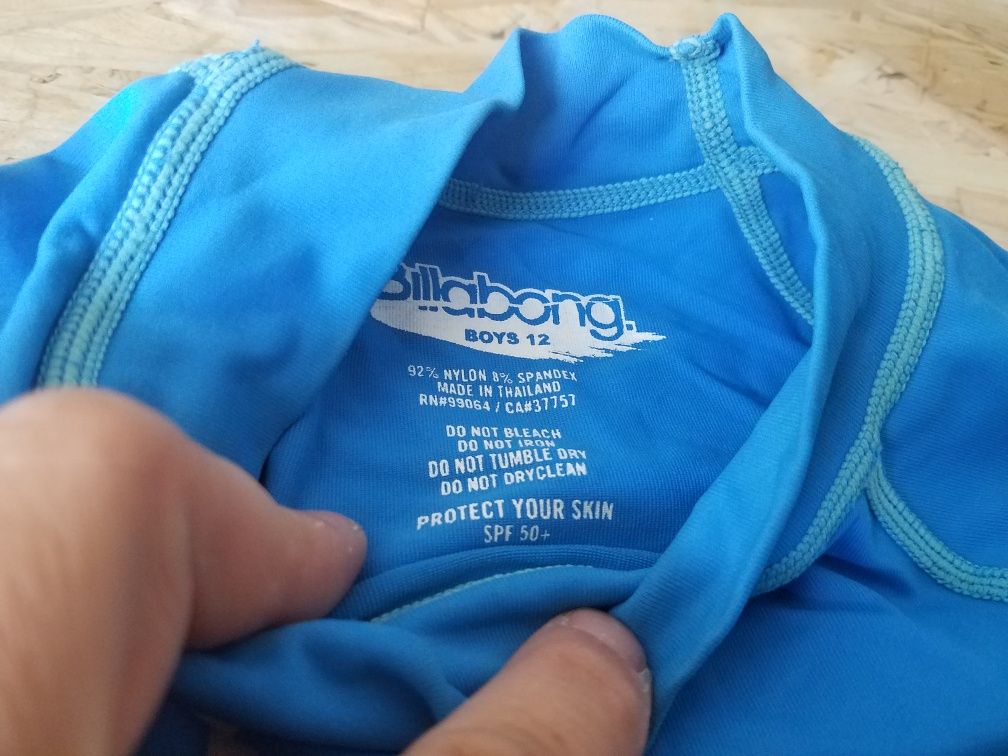 Billabong.
BOYS 12
92% NYLON 8% SPANDEX
MADE IN THAILAND
RN#99064 / CA#37757
DO NOT BLEACH
DO NOT IRON
DO NOT TUMBLE DRY
DO NOT DRYCLEAN
PROTECT YOUR SKIN
SPF 50+